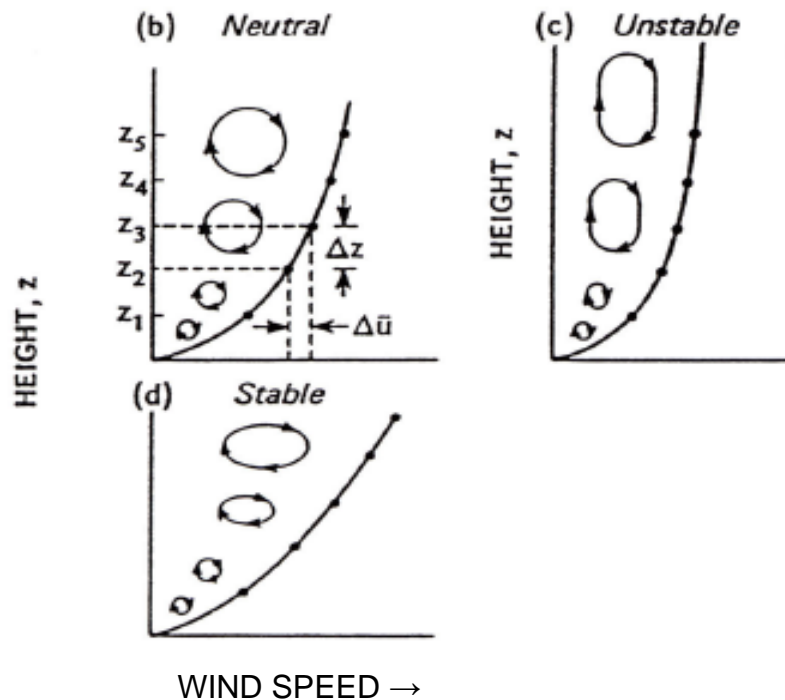 (b) Neutral
(c) Unstable
z5
z4
z3
z2
z1
Δz
Δū
HEIGHT, z
HEIGHT, z
(d) Stable
WIND SPEED →